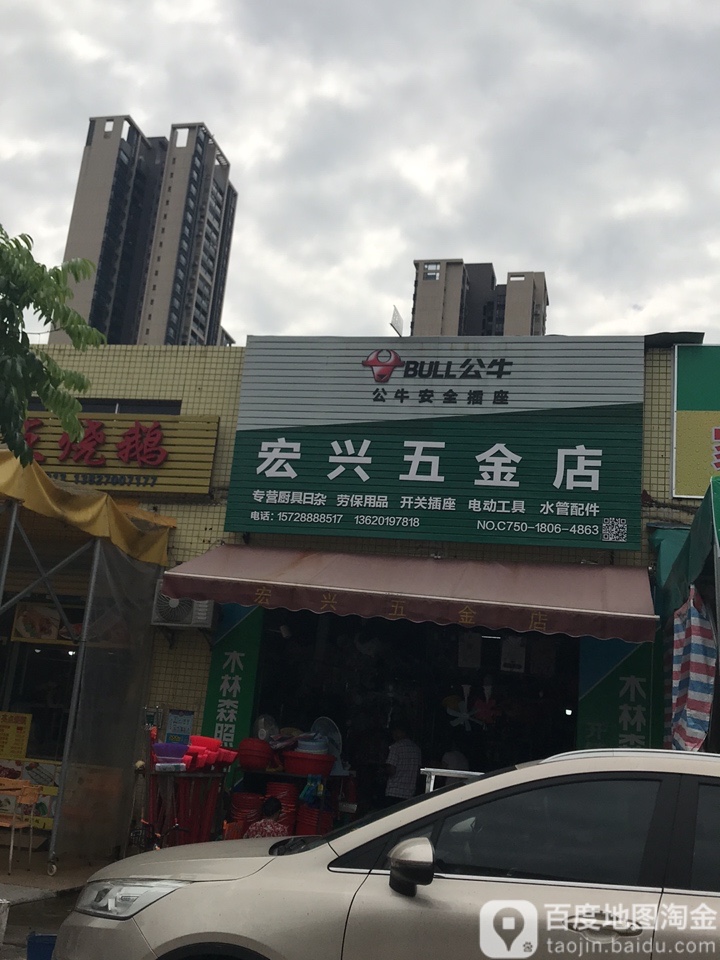 BULL公牛
公牛安全插座
宏兴五金店
专营厨具日杂 劳保用品 开关插座 电动工具 水管配件
电话：15728888517 13620197818
NO.C750-1806-4863
烧鹅
13827007177
宏兴五金店
木林森照
木林森
百度地图淘金
taojin.baidu.com